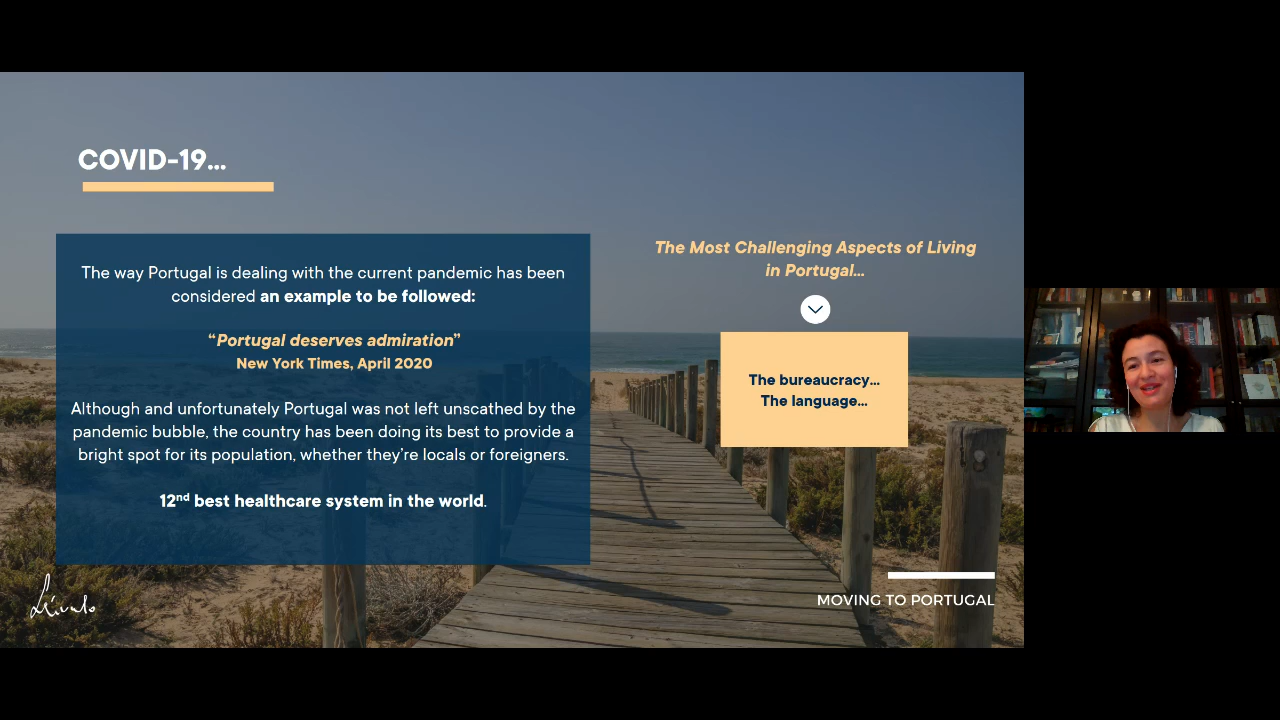 COVID-19...
The way Portugal is dealing with the current pandemic has been
considered an example to be followed:
“Portugal deserves admiration”
New York Times, April 2020
Although and unfortunately Portugal was not left unscathed by the
pandemic bubble, the country has been doing its best to provide a
bright spot for its population, whether they’re locals or foreigners.
12nd best healthcare system in the world.
The Most Challenging Aspects of Living
in Portugal...
The bureaucracy...
The language...
MOVING TO PORTUGAL